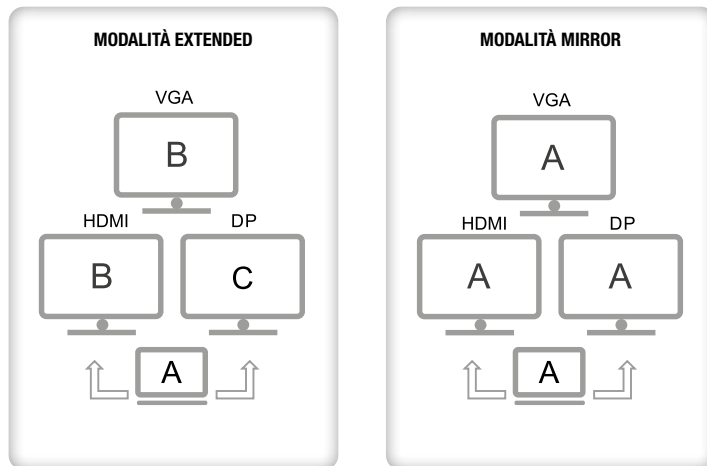 MODALITÀ EXTENDED
VGA
B
HDMI
DP
B
C
A
MODALITÀ MIRROR
VGA
A
HDMI
DP
A
A
A